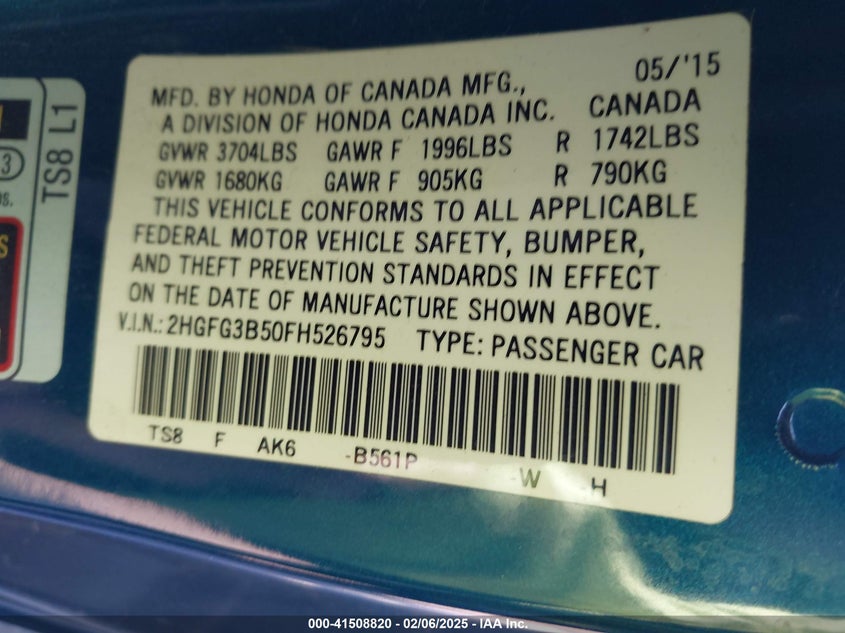 05/'15
MFD. BY HONDA OF CANADA MFG.,
A DIVISION OF HONDA CANADA INC. CANADA
GVWR 3704LBS GAWR F 1996LBS R 1742LBS
GVWR 1680KG GAWR F 905KG R 790KG
THIS VEHICLE CONFORMS TO ALL APPLICABLE
FEDERAL MOTOR VEHICLE SAFETY, BUMPER,
AND THEFT PREVENTION STANDARDS IN EFFECT
ON THE DATE OF MANUFACTURE SHOWN ABOVE.
V.I.N.: 2HGFG3B50FH526795 TYPE: PASSENGER CAR
TS8 F AK6 -B561P -W -H
TS8 L1
3
000-41508820 - 02/06/2025 - IAA Inc.